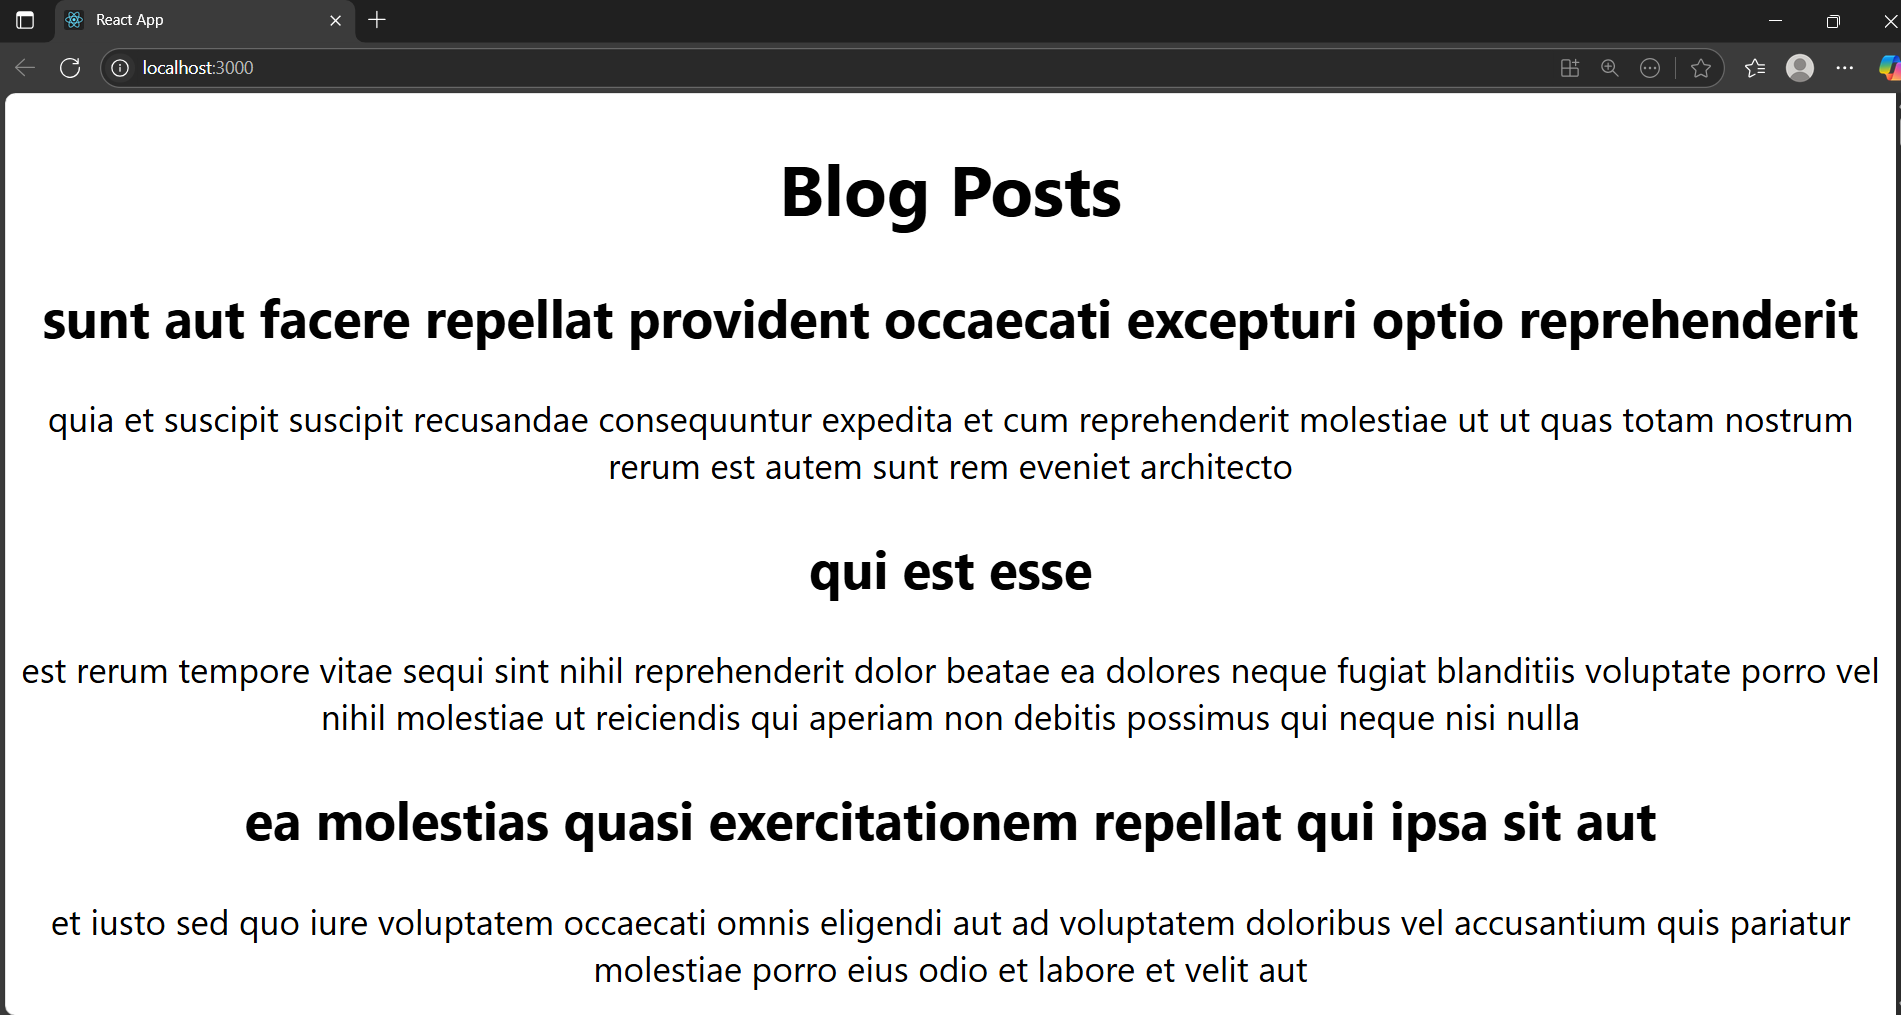 React App
localhost:3000
Blog Posts
sunt aut facere repellat provident occaecati excepturi optio reprehenderit
quia et suscipit suscipit recusandae consequuntur expedita et cum reprehenderit molestiae ut ut quas totam nostrum
rerum est autem sunt rem eveniet architecto
qui est esse
est rerum tempore vitae sequi sint nihil reprehenderit dolor beatae ea dolores neque fugiat blanditiis voluptate porro vel
nihil molestiae ut reiciendis qui aperiam non debitis possimus qui neque nisi nulla
ea molestias quasi exercitationem repellat qui ipsa sit aut
et iusto sed quo iure voluptatem occaecati omnis eligendi aut ad voluptatem doloribus vel accusantium quis pariatur
molestiae porro eius odio et labore et velit aut